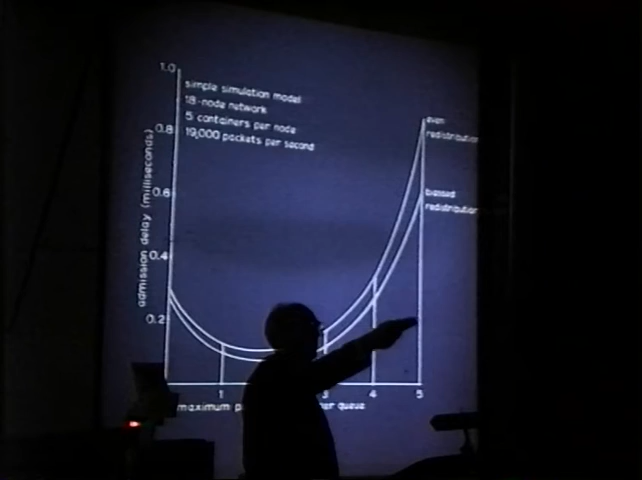 1.0
simple simulation model
18-node network
5 containers per node
19,000 packets per second
even
redistribution
0.8
biased
redistribution
0.6
0.4
0.2
admission delay (milliseconds)
1 3 4 5
maximum queue